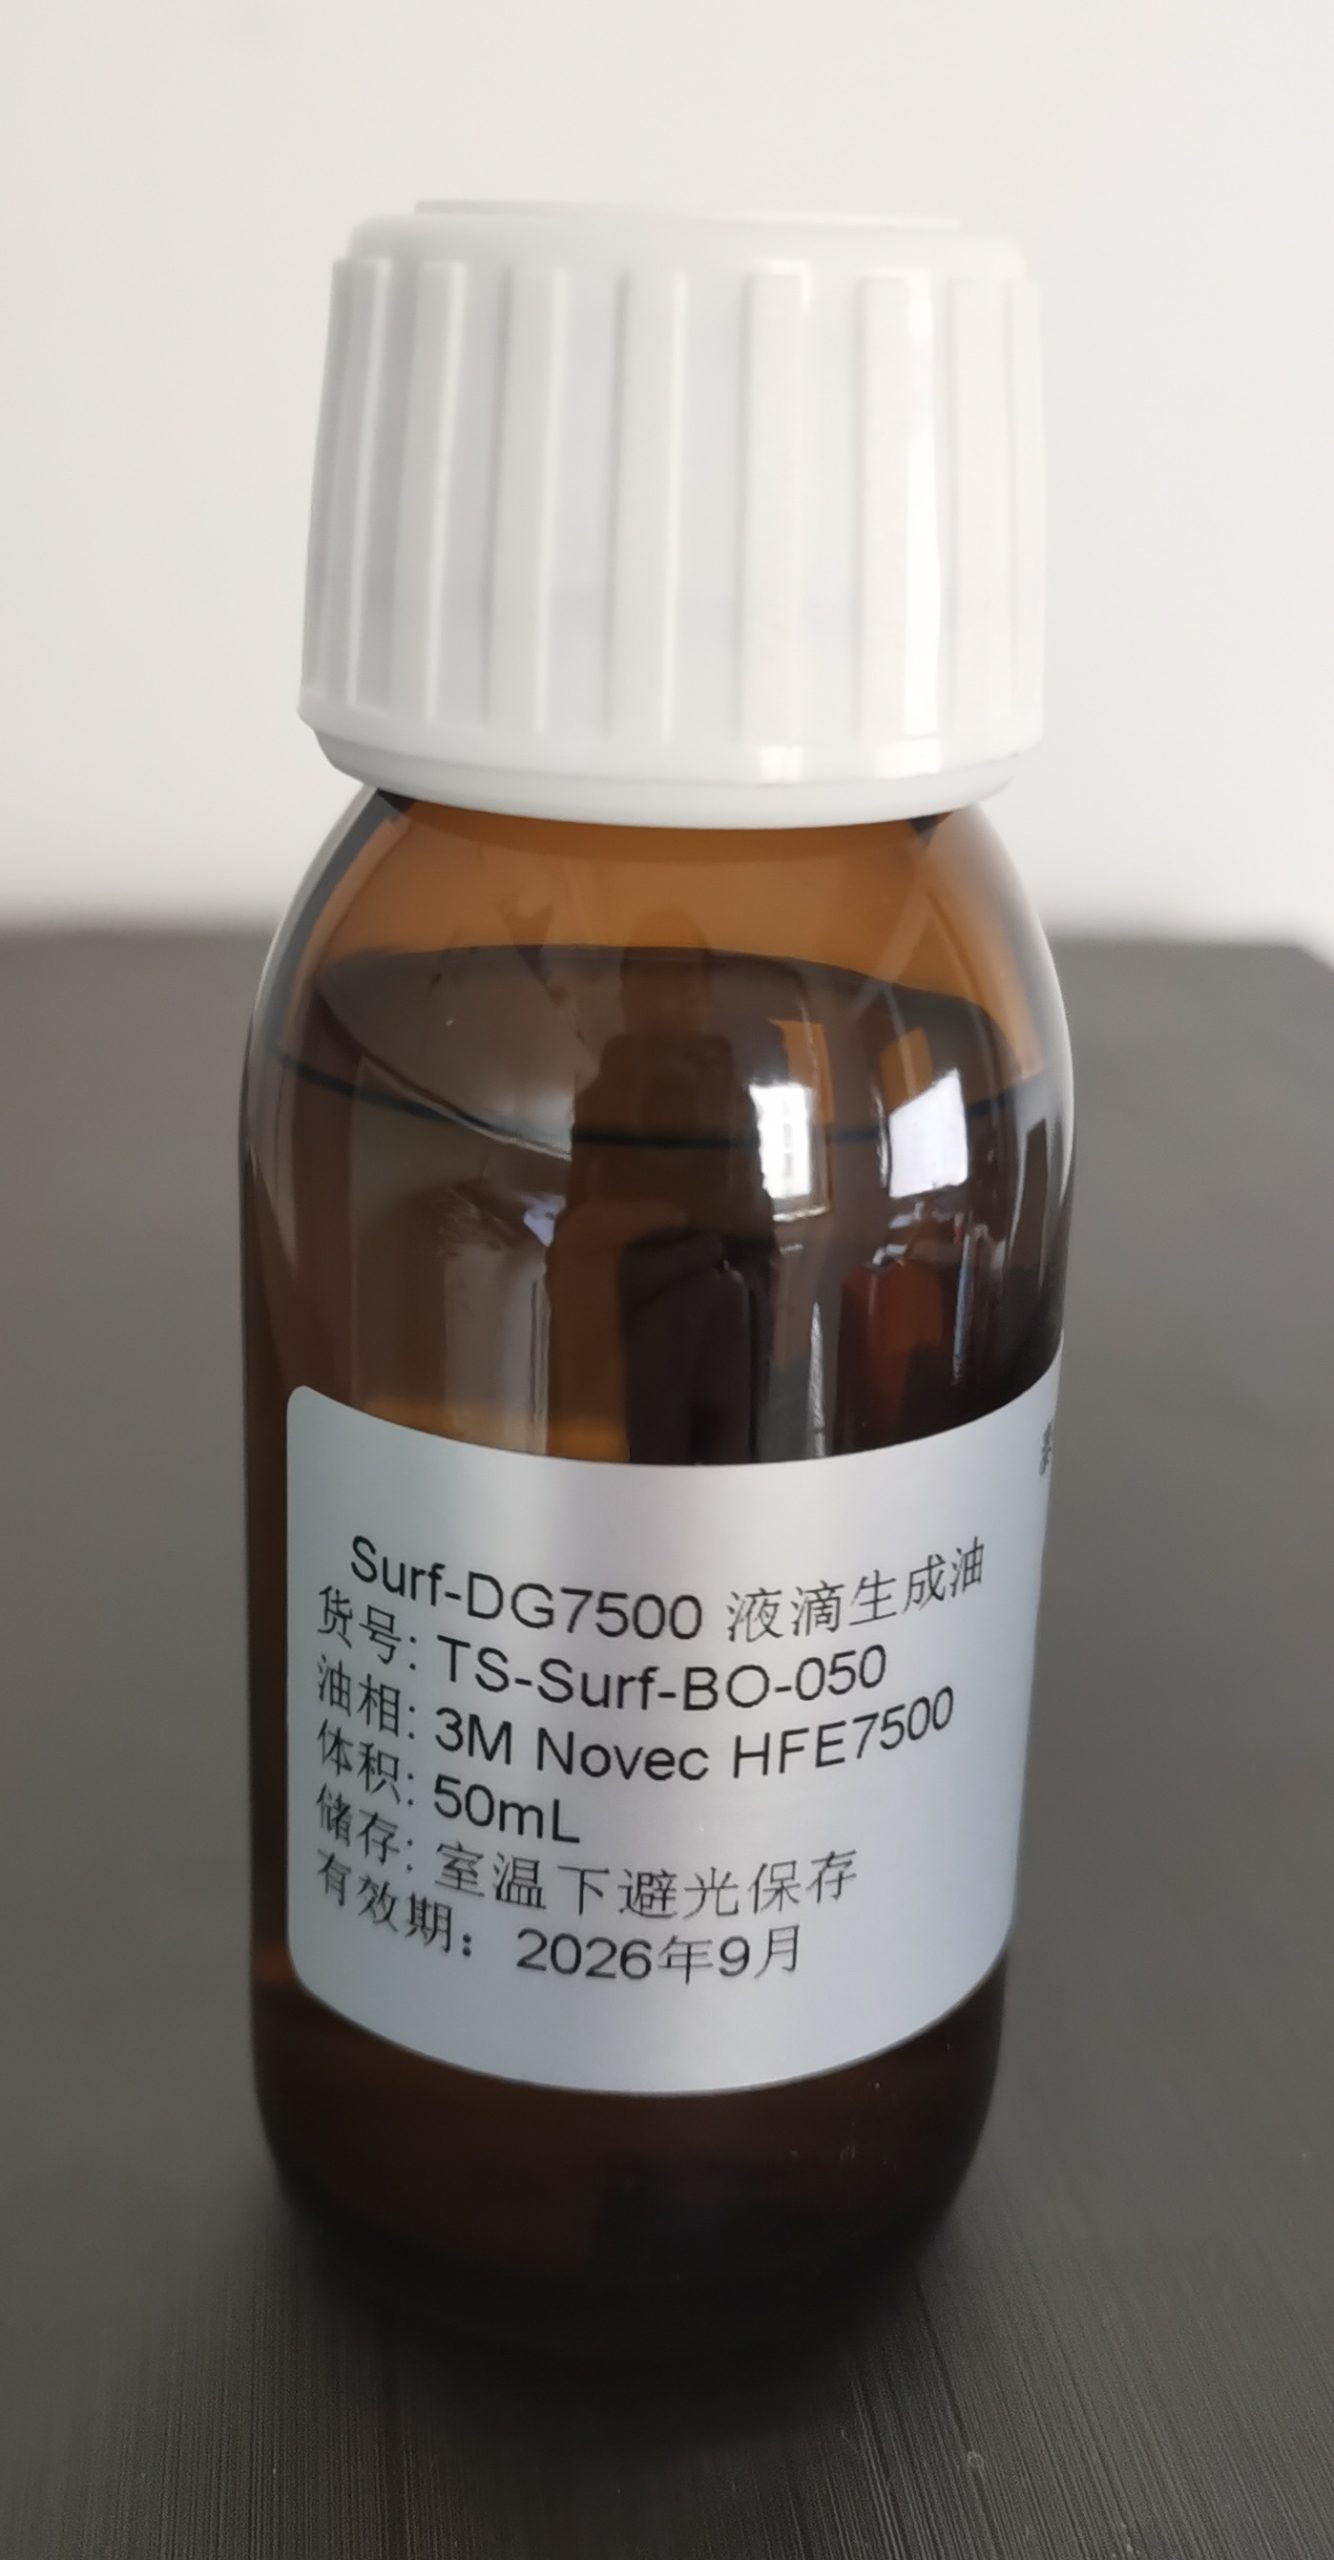 Surf-DG7500 液滴生成油
货号: TS-Surf-BO-050
油相: 3M Novec HFE7500
体积: 50mL
储存: 室温下避光保存
有效期：2026年9月